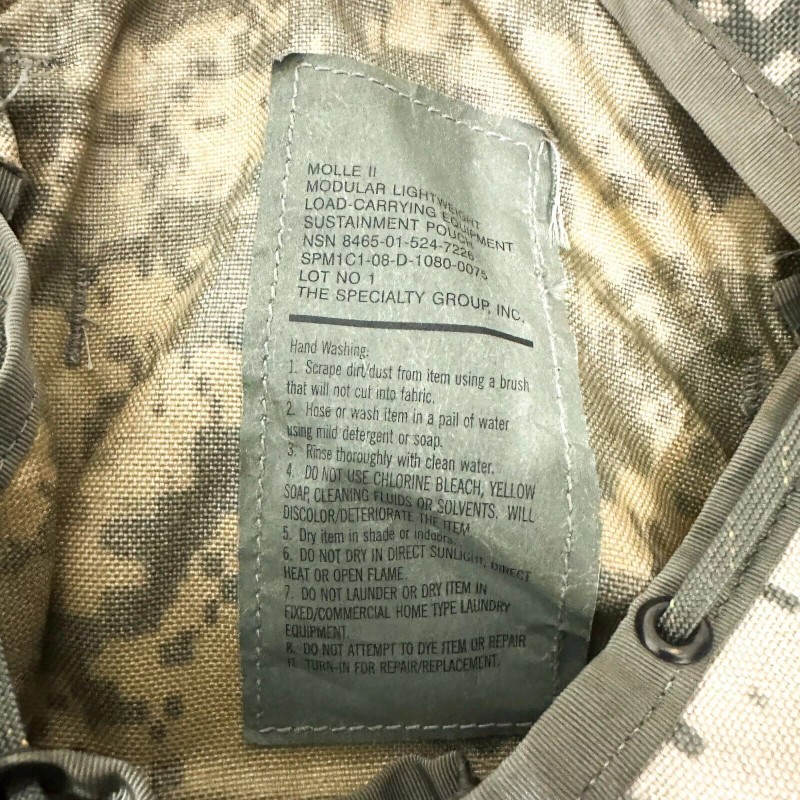 MOLLE II
MODULAR LIGHTWEIGHT
LOAD-CARRYING EQUIPMENT
SUSTAINMENT POUCH
NSN 8465-01-524-7226
SPM1C1-08-D-1080-0075
LOT NO 1
THE SPECIALTY GROUP, INC.
Hand Washing:
1. Scrape dirt/dust from item using a brush
that will not cut into fabric.
2. Hose or wash item in a pail of water
using mild detergent or soap.
3. Rinse thoroughly with clean water.
4. DO NOT USE CHLORINE BLEACH, YELLOW
SOAP, CLEANING FLUIDS OR SOLVENTS. WILL
DISCOLOR/DETERIORATE THE ITEM
5. Dry item in shade or indoors.
6. DO NOT DRY IN DIRECT SUNLIGHT, DIRECT
HEAT OR OPEN FLAME.
7. DO NOT LAUNDER OR DRY ITEM IN
FIXED/COMMERCIAL HOME TYPE LAUNDRY
EQUIPMENT.
8. DO NOT ATTEMPT TO DYE ITEM OR REPAIR
IT. TURN-IN FOR REPAIR/REPLACEMENT.